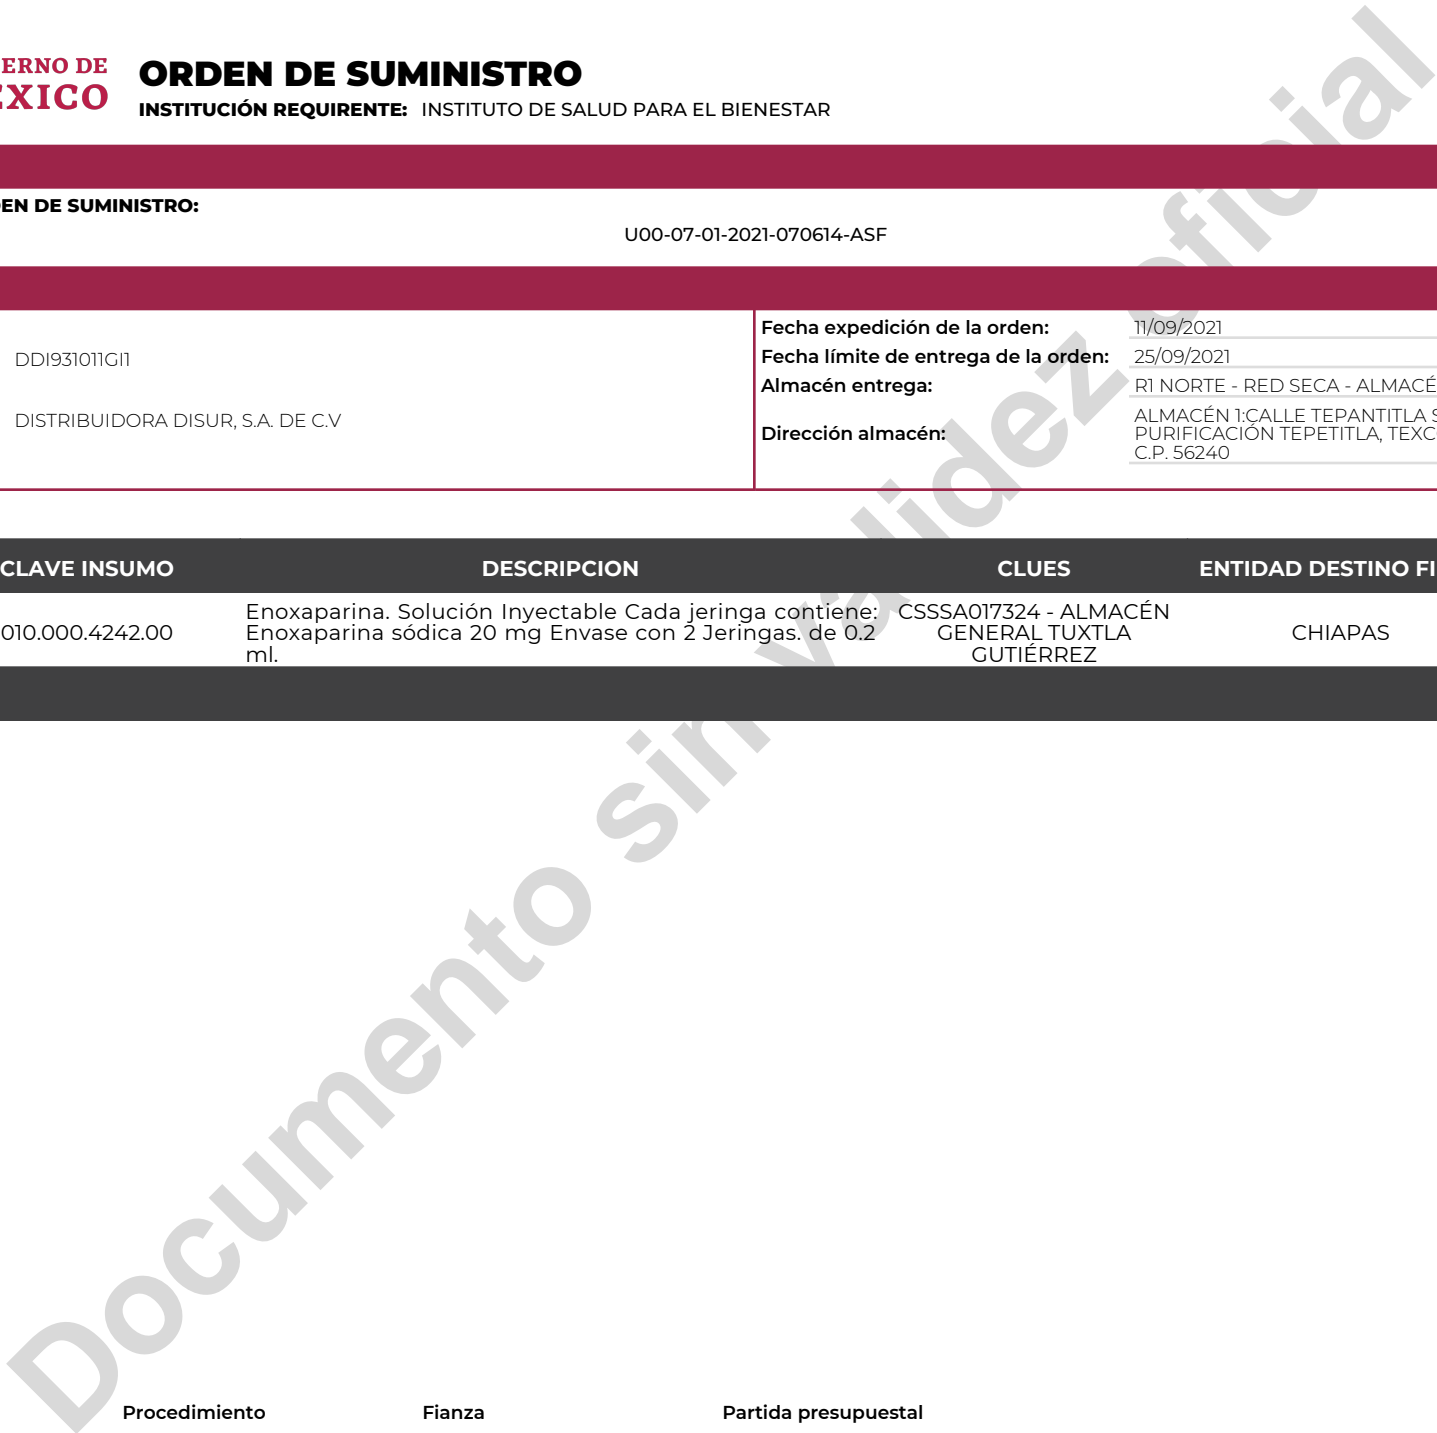 ERNO DE
ÉXICO
ORDEN DE SUMINISTRO
INSTITUCIÓN REQUIRENTE: INSTITUTO DE SALUD PARA EL BIENESTAR
EN DE SUMINISTRO:
U00-07-01-2021-070614-ASF
DDI931011GI1
DISTRIBUIDORA DISUR, S.A. DE C.V
Fecha expedición de la orden: 11/09/2021
Fecha límite de entrega de la orden: 25/09/2021
Almacén entrega: R1 NORTE - RED SECA - ALMACÉ
Dirección almacén:
ALMACÉN 1:CALLE TEPANTITLA S
PURIFICACIÓN TEPETITLA, TEXC
C.P. 56240
CLAVE INSUMO DESCRIPCION CLUES ENTIDAD DESTINO FI
010.000.4242.00
Enoxaparina. Solución Inyectable Cada jeringa contiene:
Enoxaparina sódica 20 mg Envase con 2 Jeringas. de 0.2
ml.
CSSSA017324 - ALMACÉN
GENERAL TUXTLA
GUTIÉRREZ
CHIAPAS
Documento sin validez oficial
Procedimiento Fianza Partida presupuestal